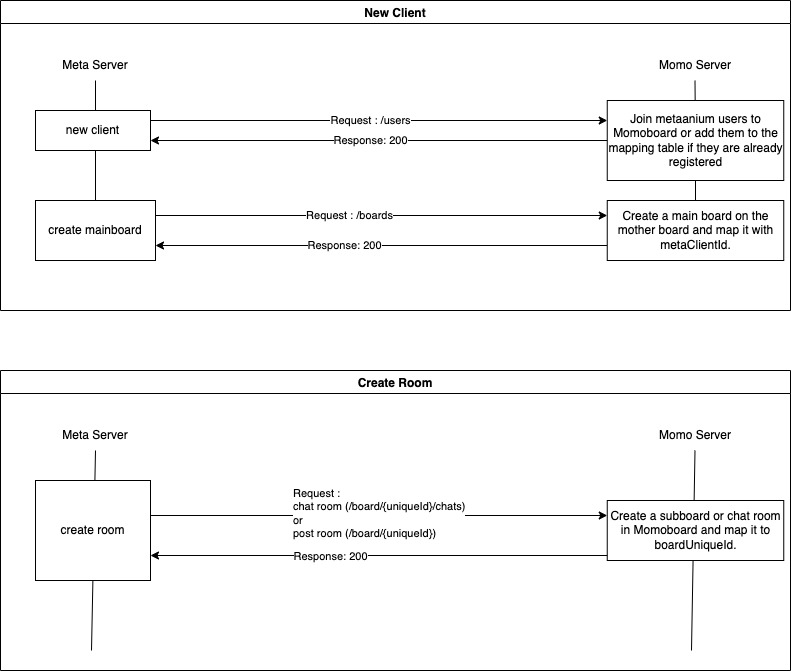 New Client
Meta Server
Momo Server
new client
Request : /users
Response: 200
Join metaanium users to
Momoboard or add them to the
mapping table if they are already
registered
create mainboard
Request : /boards
Response: 200
Create a main board on the
mother board and map it with
metaClientId.
Create Room
Meta Server
Momo Server
create room
Request :
chat room (/board/{uniqueId}/chats)
or
post room (/board/{uniqueId})
Response: 200
Create a subboard or chat room
in Momoboard and map it to
boardUniqueId.